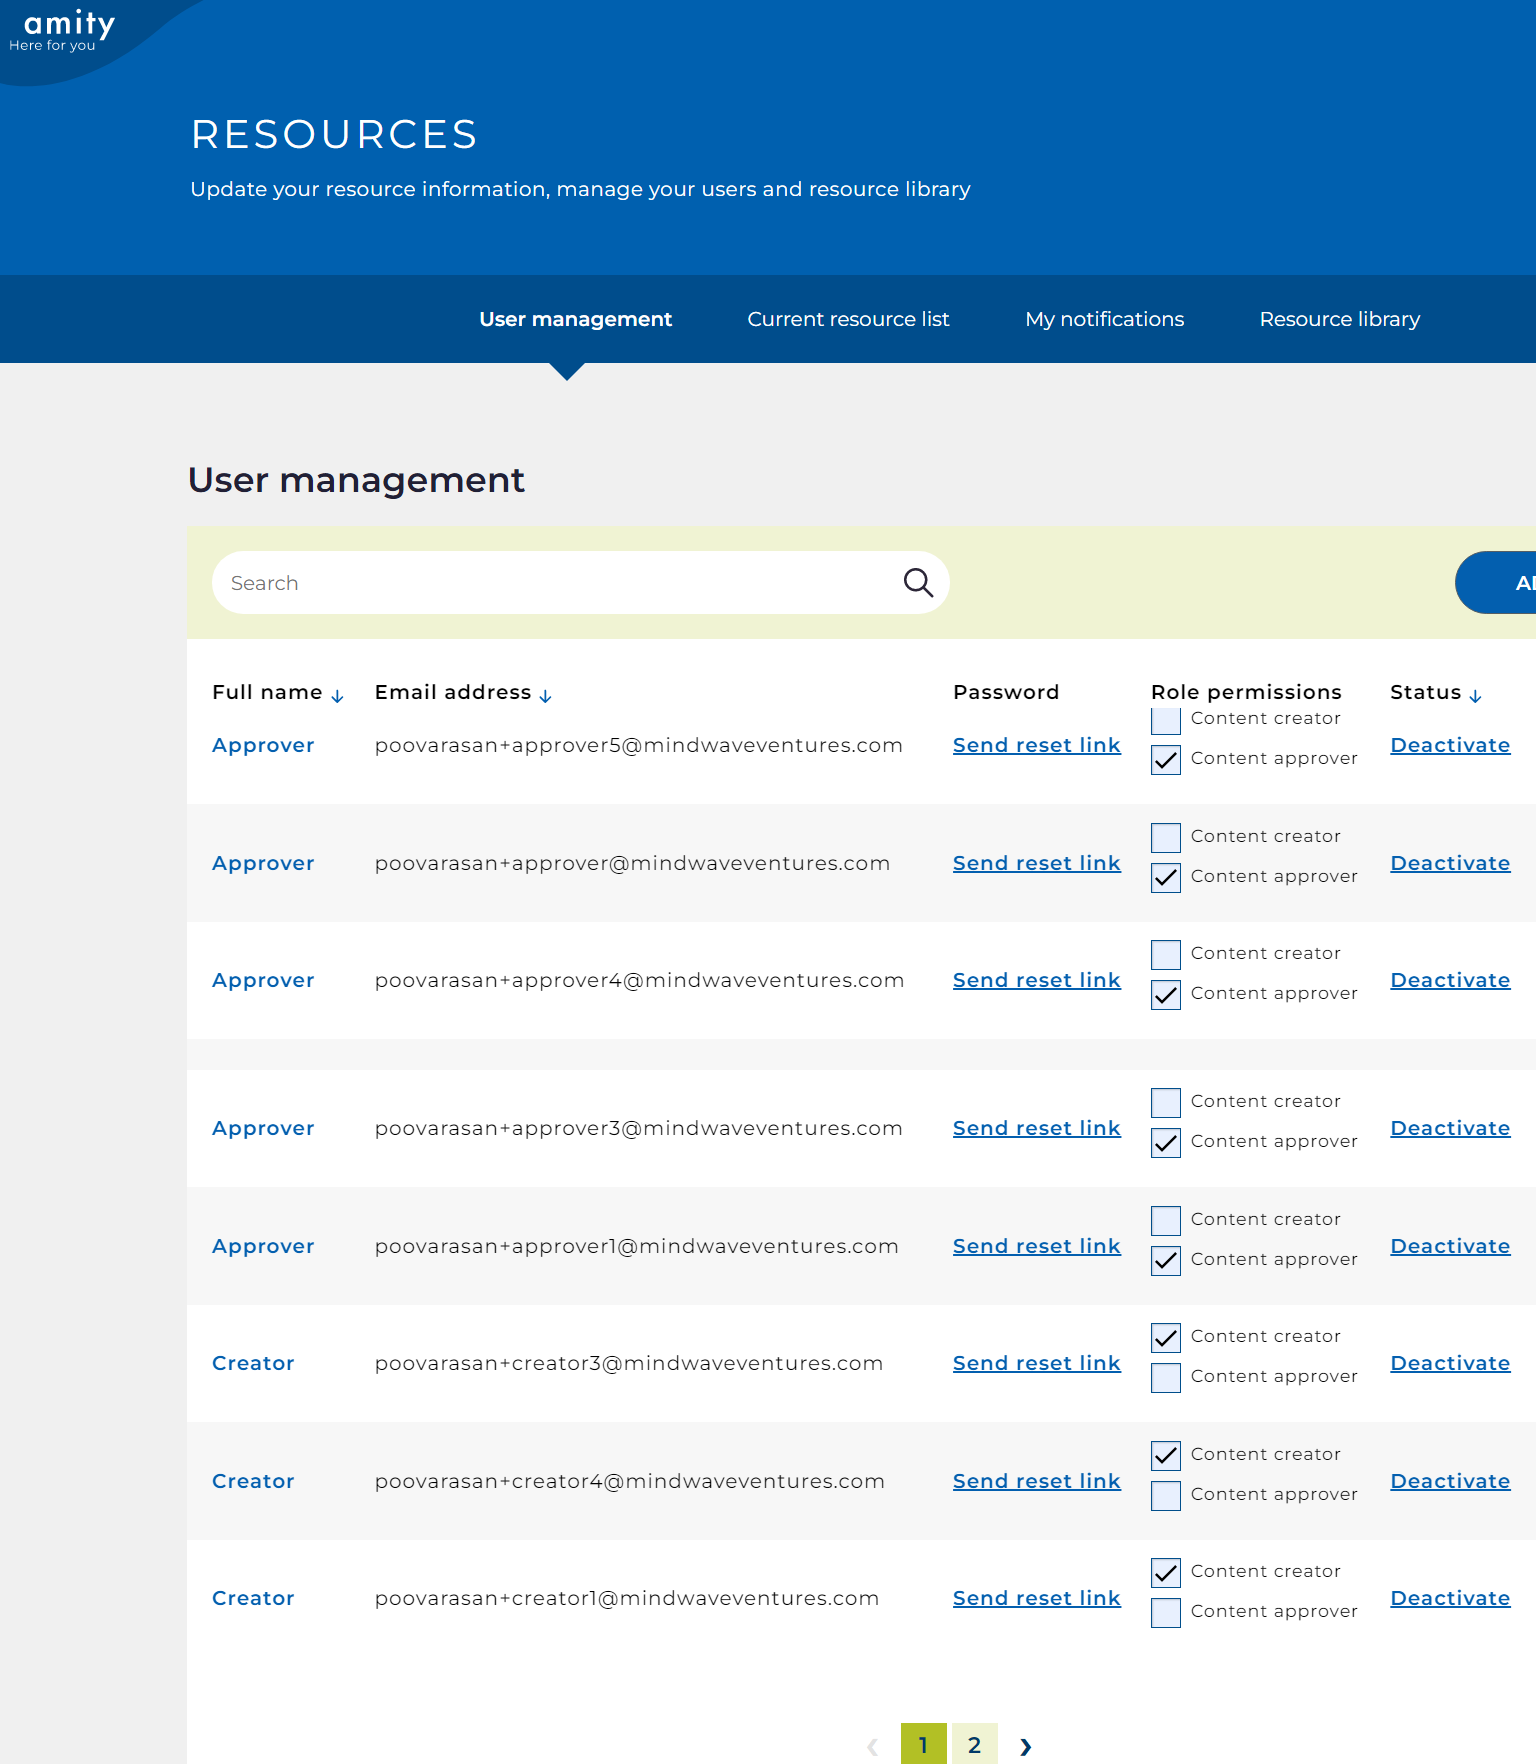 amity
Here for you
RESOURCES
Update your resource information, manage your users and resource library
User management Current resource list My notifications Resource library
User management
Search
Full name Email address Password Role permissions Status
Content creator
Approver poovarasan+approver5@mindwaveventures.com Send reset link Deactivate
Content approver
Content creator
Approver poovarasan+approver@mindwaveventures.com Send reset link Deactivate
Content approver
Content creator
Approver poovarasan+approver4@mindwaveventures.com Send reset link Deactivate
Content approver
Content creator
Approver poovarasan+approver3@mindwaveventures.com Send reset link Deactivate
Content approver
Content creator
Approver poovarasan+approver1@mindwaveventures.com Send reset link Deactivate
Content approver
Content creator
Creator poovarasan+creator3@mindwaveventures.com Send reset link Deactivate
Content approver
Content creator
Creator poovarasan+creator4@mindwaveventures.com Send reset link Deactivate
Content approver
Content creator
Creator poovarasan+creator1@mindwaveventures.com Send reset link Deactivate
Content approver
1 2